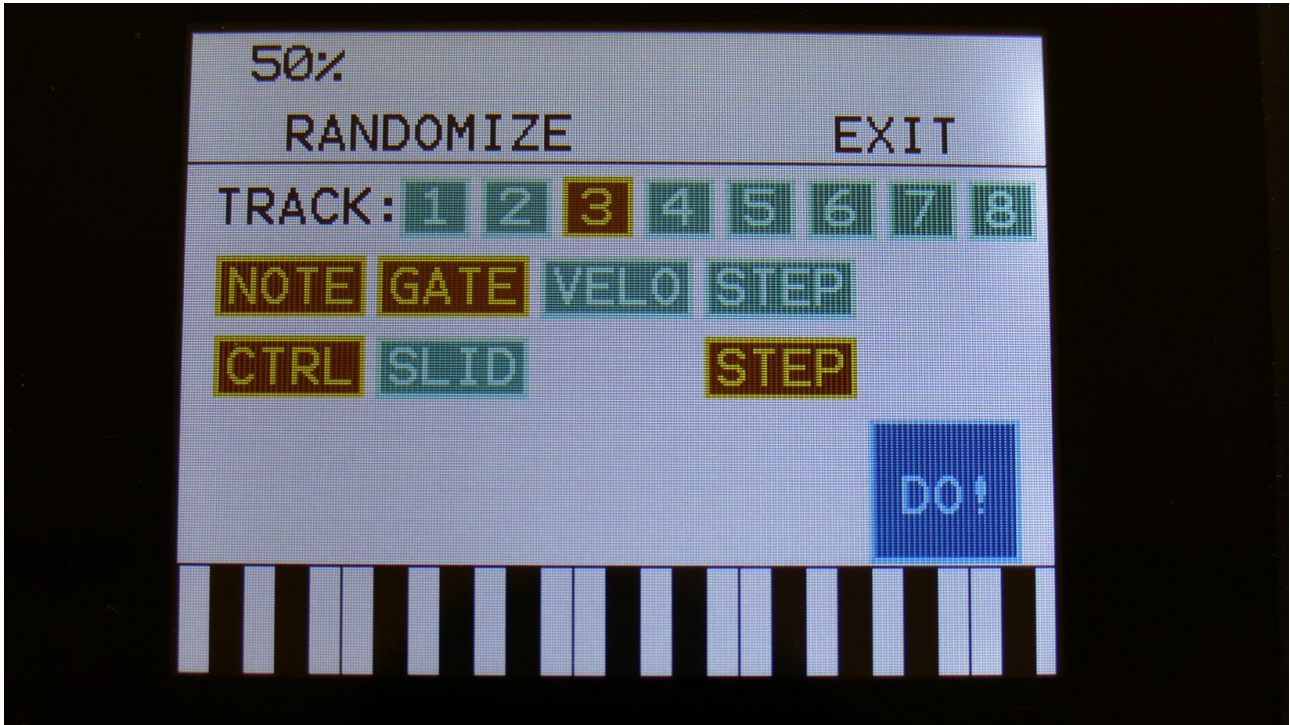 50%
RANDOMIZE EXIT
TRACK: 1 2 3 4 5 6 7 8
NOTE GATE VELO STEP
CTRL SLID STEP
DO!